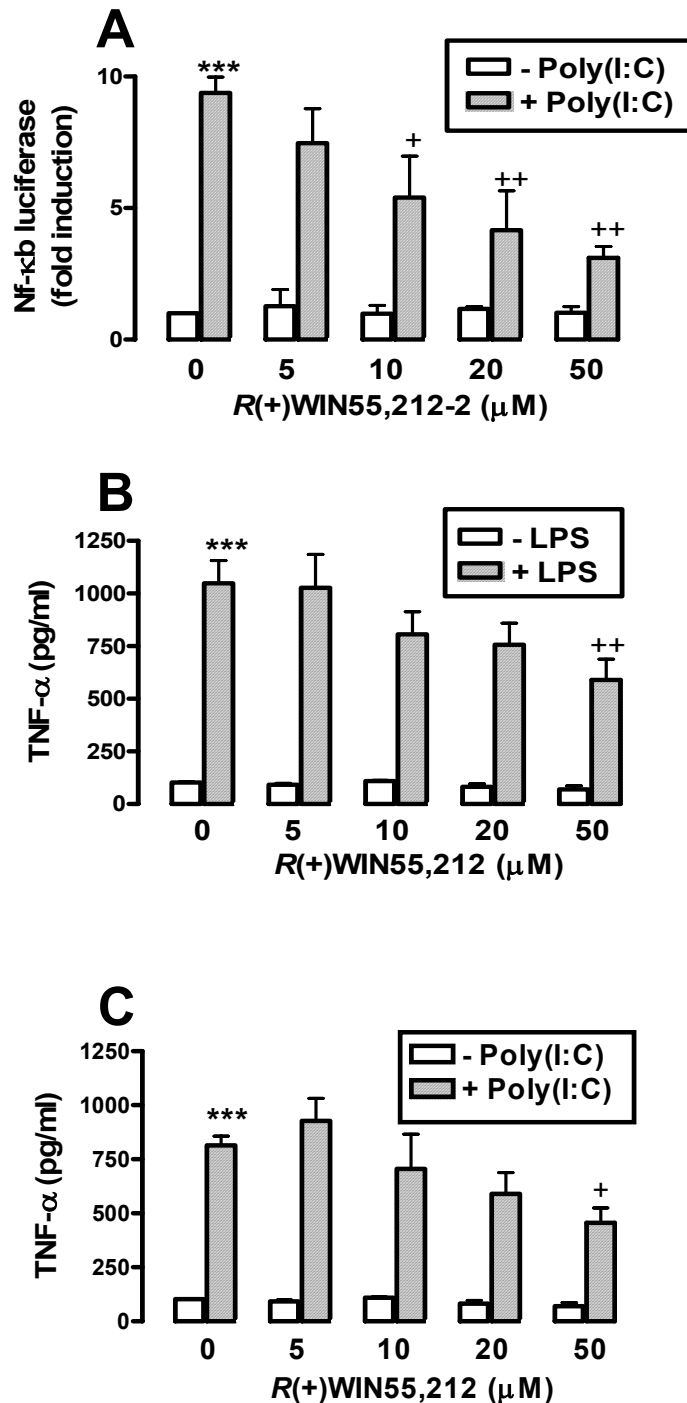 A
- Poly(I:C)
+ Poly(I:C)
Nf-κb luciferase
(fold induction)
10
5
0
***
+
++
++
0 5 10 20 50
R(+)WIN55,212-2 (μM)
B
- LPS
+ LPS
TNF-α (pg/ml)
1250
1000
750
500
250
0
***
++
0 5 10 20 50
R(+)WIN55,212 (μM)
C
- Poly(I:C)
+ Poly(I:C)
TNF-α (pg/ml)
1250
1000
750
500
250
0
***
+
0 5 10 20 50
R(+)WIN55,212 (μM)